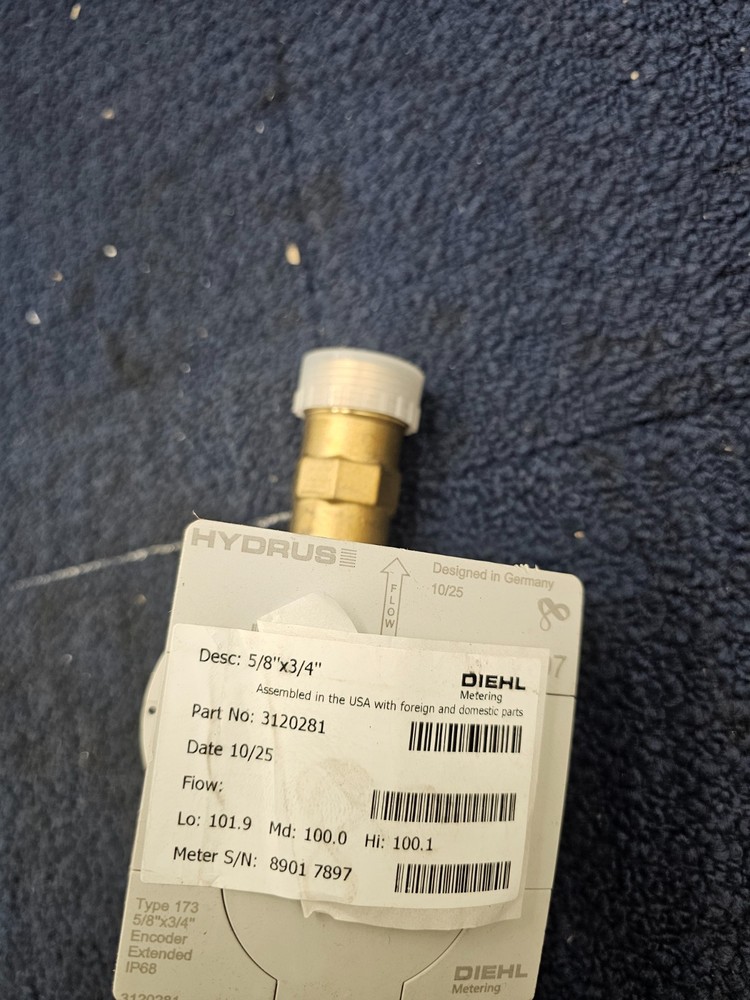 HYDRUS
Designed in Germany
10/25
FLOW
97
Desc: 5/8"x3/4"
DIEHL
Metering
Assembled in the USA with foreign and domestic parts
Part No: 3120281
Date 10/25
Flow:
Lo: 101.9 Md: 100.0 Hi: 100.1
Meter S/N: 8901 7897
Type 173
5/8"x3/4"
Encoder
Extended
IP68
3120281
DIEHL
Metering